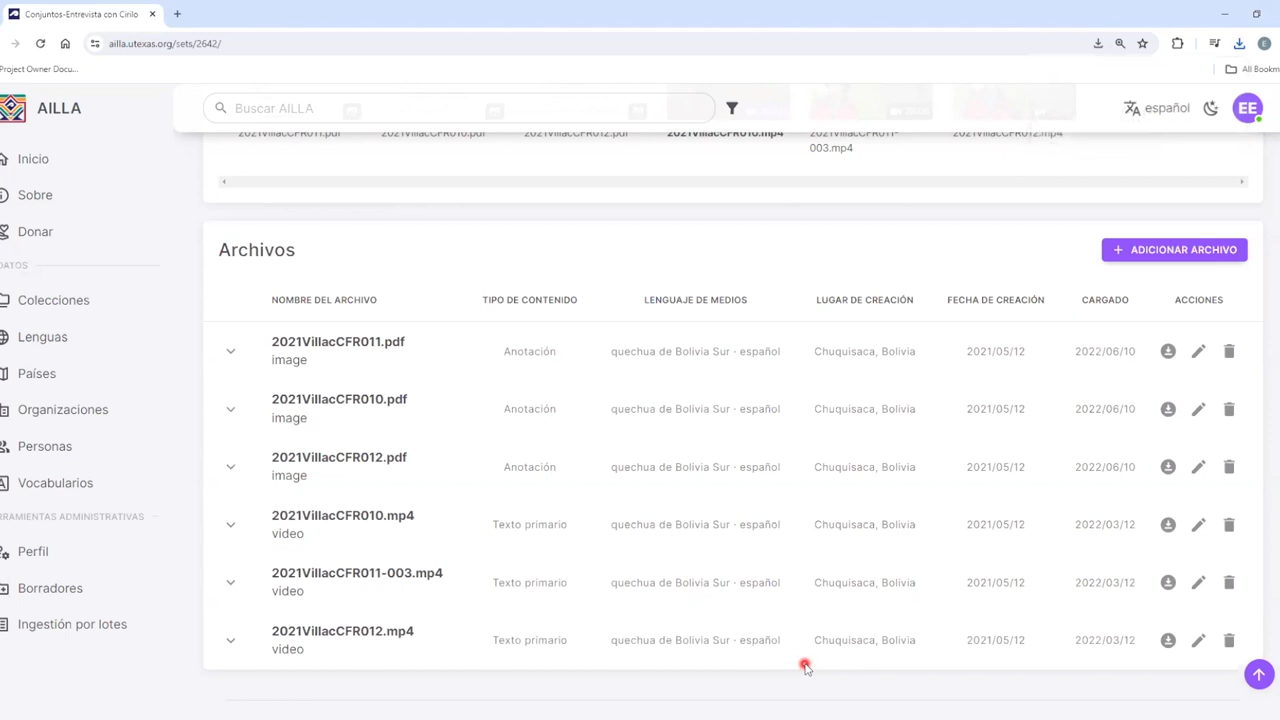 Conjuntos-Entrevista con Cirilo
ailla.utexas.org/sets/2642/
Project Owner Docu...
All Bookm
AILLA
Buscar AILLA
español
EE
2021VillacCFR011.pdf
2021VillacCFR010.pdf
2021VillacCFR012.pdf
2021VillacCFR010.mp4
2021VillacCFR011-
003.mp4
2021VillacCFR012.mp4
Inicio
Sobre
Donar
DATOS
Colecciones
Lenguas
Países
Organizaciones
Personas
Vocabularios
RRAMIENTAS ADMINISTRATIVAS
Perfil
Borradores
Ingestión por lotes
Archivos
+ ADICIONAR ARCHIVO
NOMBRE DEL ARCHIVO TIPO DE CONTENIDO LENGUAJE DE MEDIOS LUGAR DE CREACIÓN FECHA DE CREACIÓN CARGADO ACCIONES
2021VillacCFR011.pdf
image
Anotación quechua de Bolivia Sur · español Chuquisaca, Bolivia 2021/05/12 2022/06/10
2021VillacCFR010.pdf
image
Anotación quechua de Bolivia Sur · español Chuquisaca, Bolivia 2021/05/12 2022/06/10
2021VillacCFR012.pdf
image
Anotación quechua de Bolivia Sur · español Chuquisaca, Bolivia 2021/05/12 2022/06/10
2021VillacCFR010.mp4
video
Texto primario quechua de Bolivia Sur · español Chuquisaca, Bolivia 2021/05/12 2022/03/12
2021VillacCFR011-003.mp4
video
Texto primario quechua de Bolivia Sur · español Chuquisaca, Bolivia 2021/05/12 2022/03/12
2021VillacCFR012.mp4
video
Texto primario quechua de Bolivia Sur · español Chuquisaca, Bolivia 2021/05/12 2022/03/12